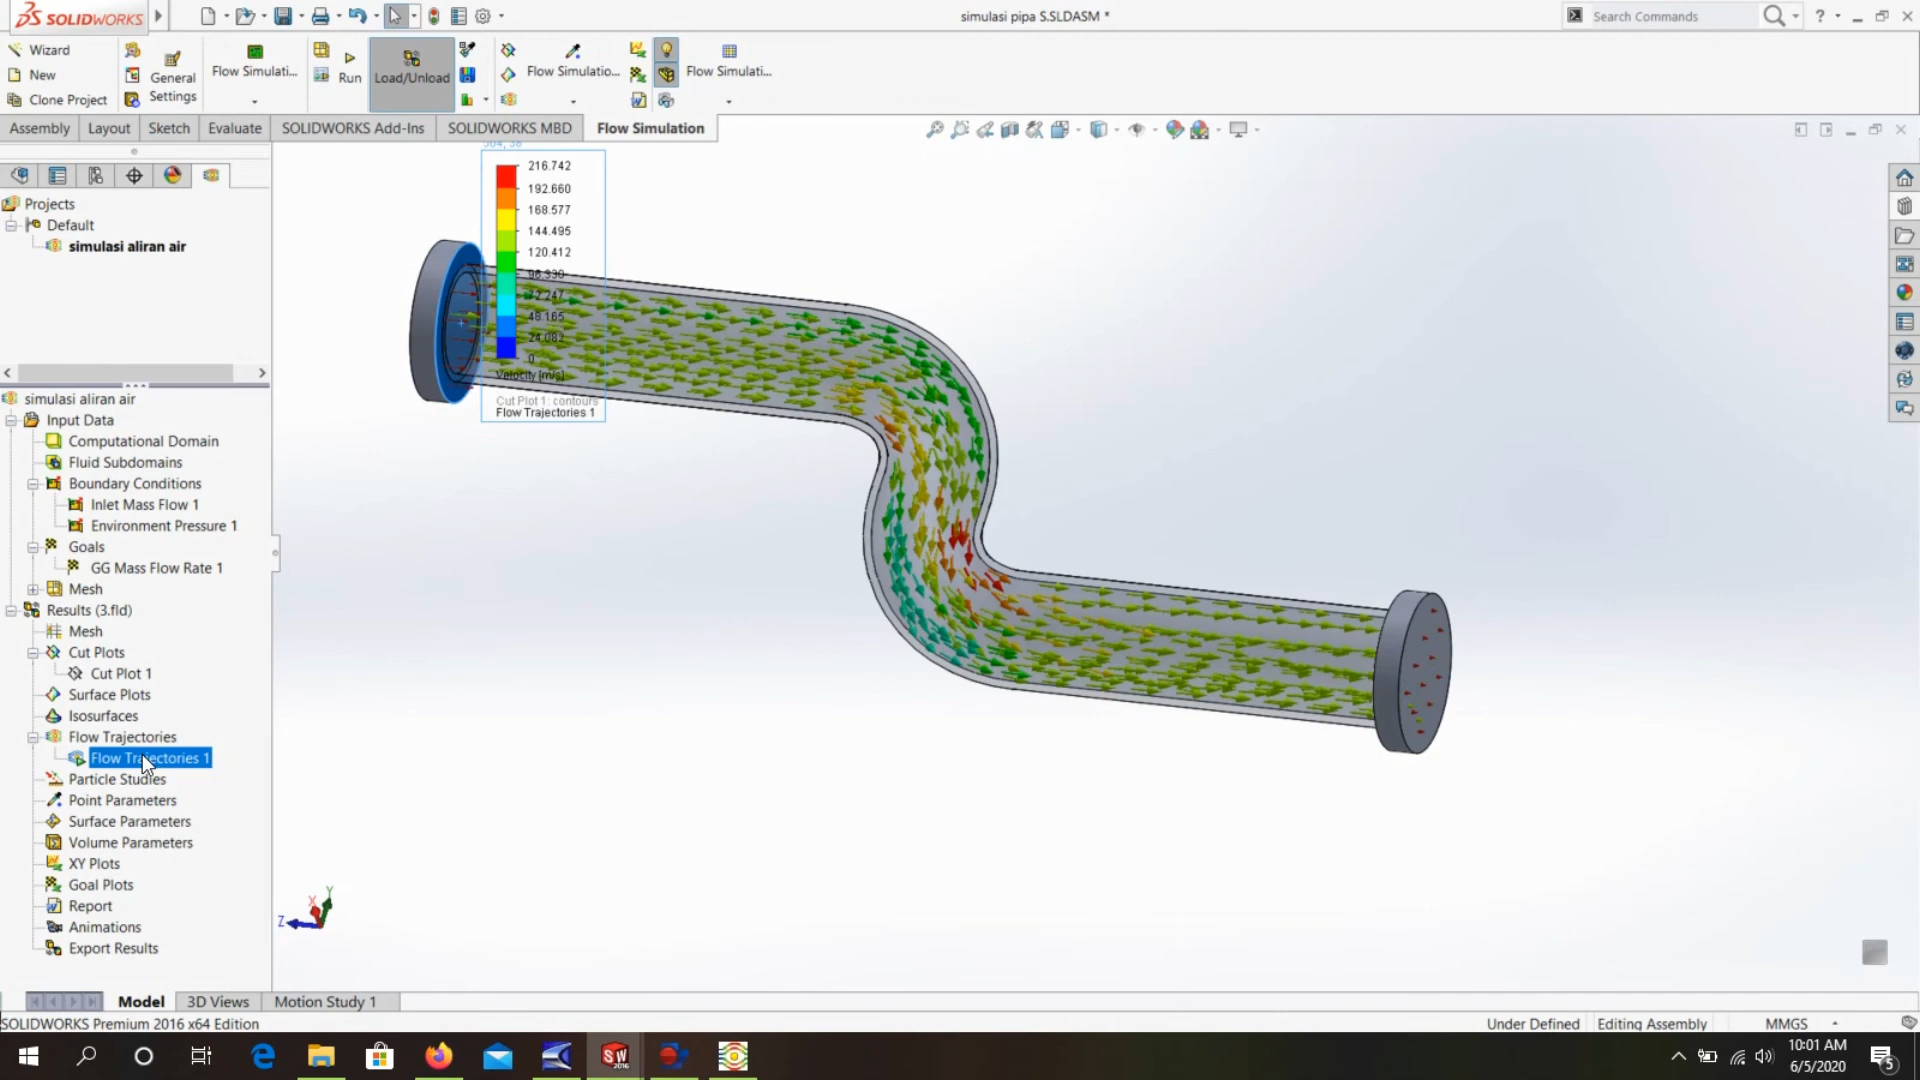 SOLIDWORKS
simulasi pipa S.SLDASM *
Search Commands
?
Wizard
New
Clone Project
General
Settings
Flow Simulati...
Run
Load/Unload
Flow Simulatio...
Flow Simulati...
Assembly
Layout
Sketch
Evaluate
SOLIDWORKS Add-Ins
SOLIDWORKS MBD
Flow Simulation
Projects
Default
simulasi aliran air
216.742
192.660
168.577
144.495
120.412
96.330
72.247
48.165
24.082
0
Velocity [m/s]
Cut Plot 1: contours
Flow Trajectories 1
simulasi aliran air
Input Data
Computational Domain
Fluid Subdomains
Boundary Conditions
Inlet Mass Flow 1
Environment Pressure 1
Goals
GG Mass Flow Rate 1
Mesh
Results (3.fld)
Mesh
Cut Plots
Cut Plot 1
Surface Plots
Isosurfaces
Flow Trajectories
Flow Trajectories 1
Particle Studies
Point Parameters
Surface Parameters
Volume Parameters
XY Plots
Goal Plots
Report
Animations
Export Results
Y
X
Z
Model
3D Views
Motion Study 1
SOLIDWORKS Premium 2016 x64 Edition
Under Defined
Editing Assembly
MMGS
SW
2016
10:01 AM
6/5/2020
5